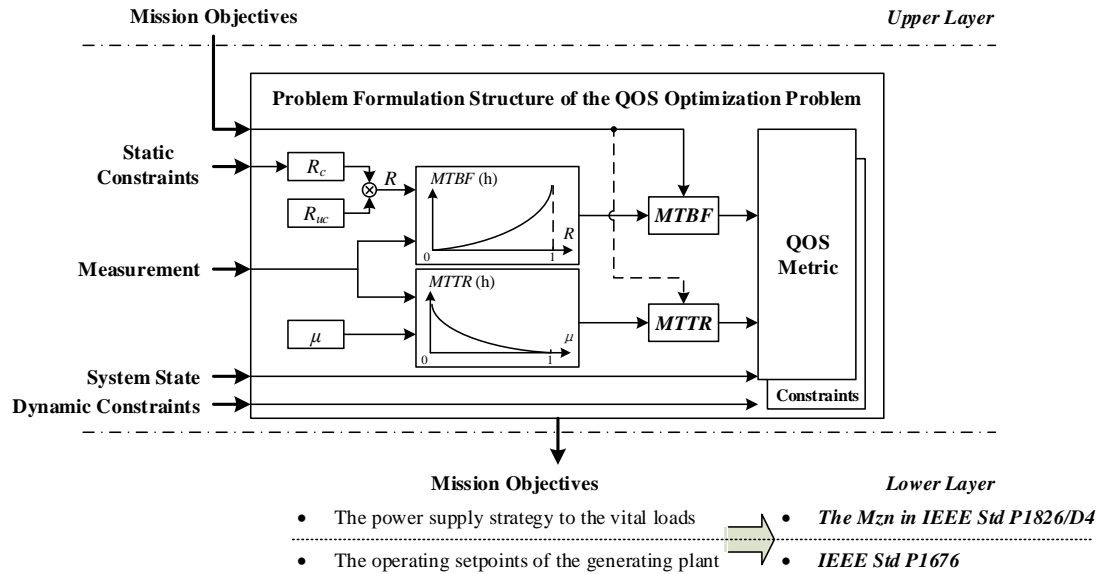 Mission Objectives
Upper Layer
Problem Formulation Structure of the QOS Optimization Problem
Static
Constraints
R_c
R
R_uc
MTBF (h)
R
0
1
MTBF
QOS
Metric
Measurement
MTTR (h)
μ
0
1
MTTR
μ
System State
Constraints
Dynamic Constraints
Mission Objectives
Lower Layer
• The power supply strategy to the vital loads
• The Mzn in IEEE Std P1826/D4
• The operating setpoints of the generating plant
• IEEE Std P1676